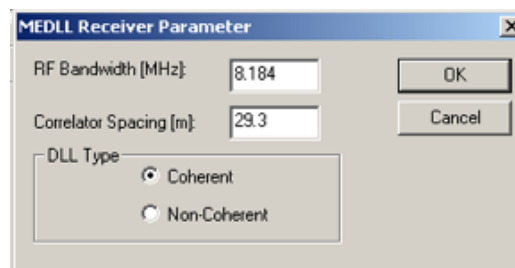 MEDLL Receiver Parameter
RF Bandwidth [MHz]: 8.184
OK
Correlator Spacing [m]: 29.3
Cancel
DLL Type
Coherent
Non-Coherent